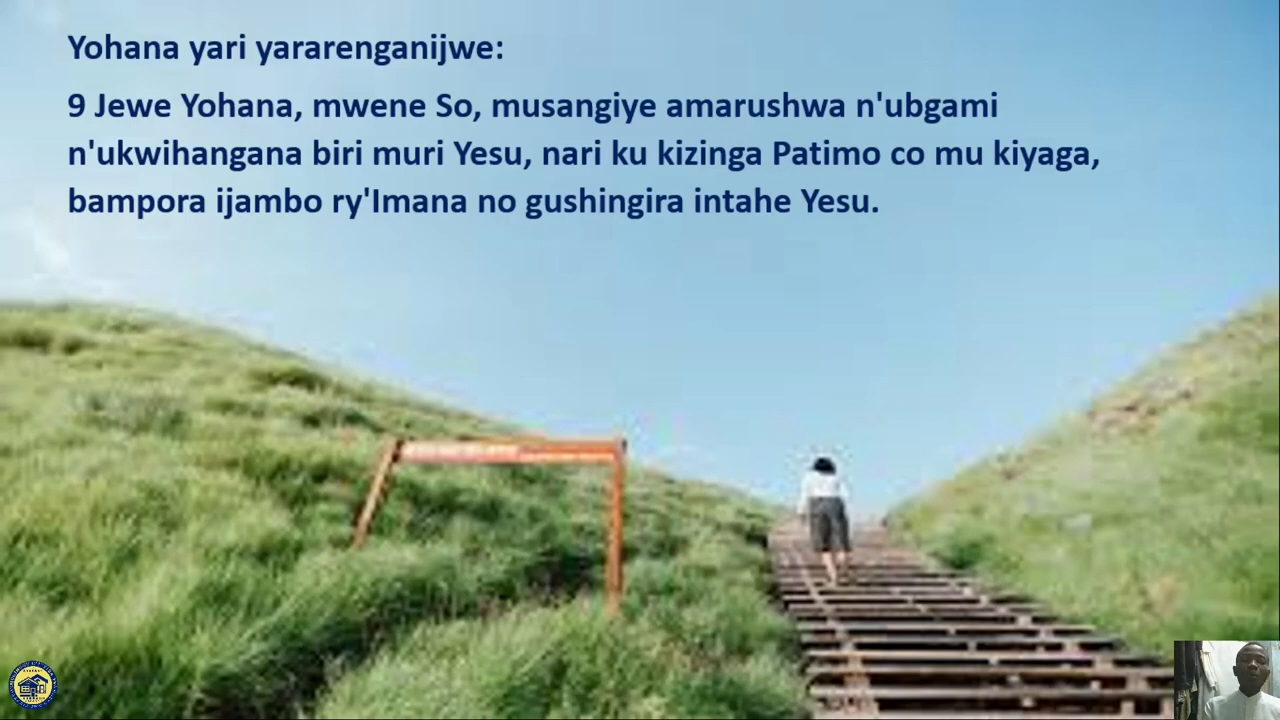 Yohana yari yararenganijwe:
9 Jewe Yohana, mwene So, musangiye amarushwa n'ubgami
n'ukwihangana biri muri Yesu, nari ku kizinga Patimo co mu kiyaga,
bampora ijambo ry'Imana no gushingira intahe Yesu.